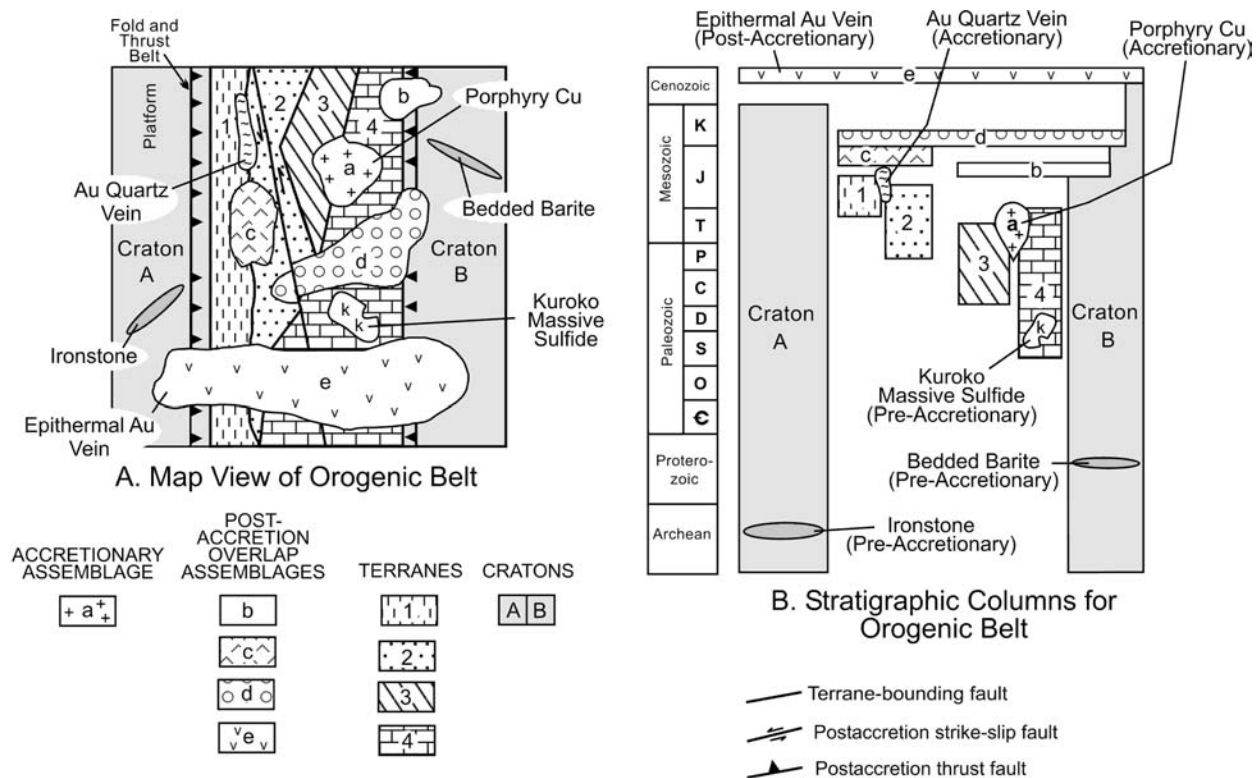 Fold and
Thrust
Belt
Platform
1
2
3
4
b
a
c
d
k
k
e
Porphyry Cu
Au Quartz
Vein
Bedded Barite
Craton
A
Craton
B
Kuroko
Massive
Sulfide
Ironstone
Epithermal Au
Vein
A. Map View of Orogenic Belt
ACCRETIONARY
ASSEMBLAGE
a
POST-
ACCRETION
OVERLAP
ASSEMBLAGES
b
c
d
e
TERRANES
1
2
3
4
CRATONS
A B
Epithermal Au Vein
(Post-Accretionary)
Au Quartz Vein
(Accretionary)
Porphyry Cu
(Accretionary)
Cenozoic
Mesozoic
K
J
T
Paleozoic
P
C
D
S
O
Є
Protero-
zoic
Archean
e
d
c
b
1
2
a
3
4
k
Craton
A
Craton
B
Kuroko
Massive Sulfide
(Pre-Accretionary)
Bedded Barite
(Pre-Accretionary)
Ironstone
(Pre-Accretionary)
B. Stratigraphic Columns for
Orogenic Belt
Terrane-bounding fault
Postaccretion strike-slip fault
Postaccretion thrust fault